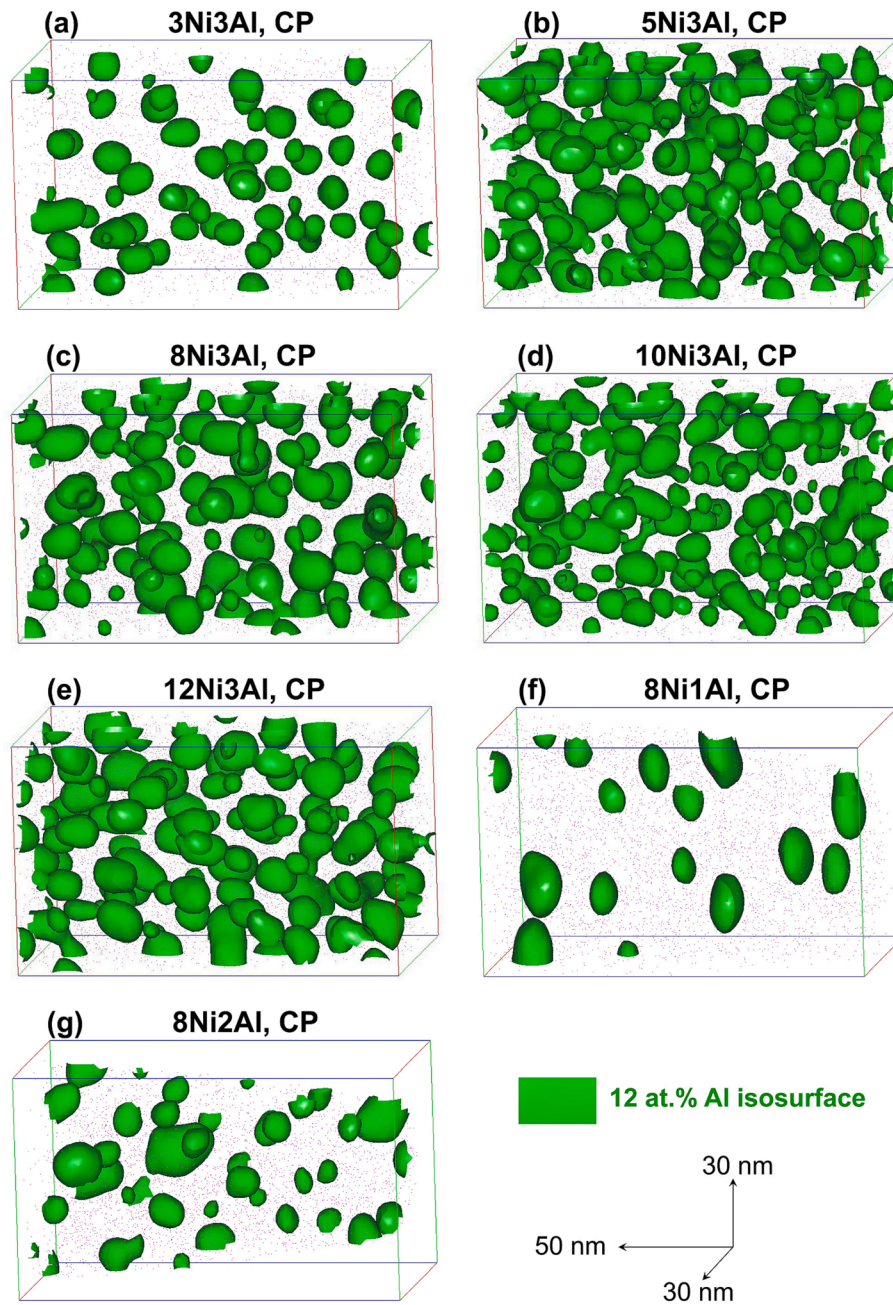 (a) 3Ni3Al, CP
(b) 5Ni3Al, CP
(c) 8Ni3Al, CP
(d) 10Ni3Al, CP
(e) 12Ni3Al, CP
(f) 8Ni1Al, CP
(g) 8Ni2Al, CP
12 at.% Al isosurface
30 nm
50 nm
30 nm